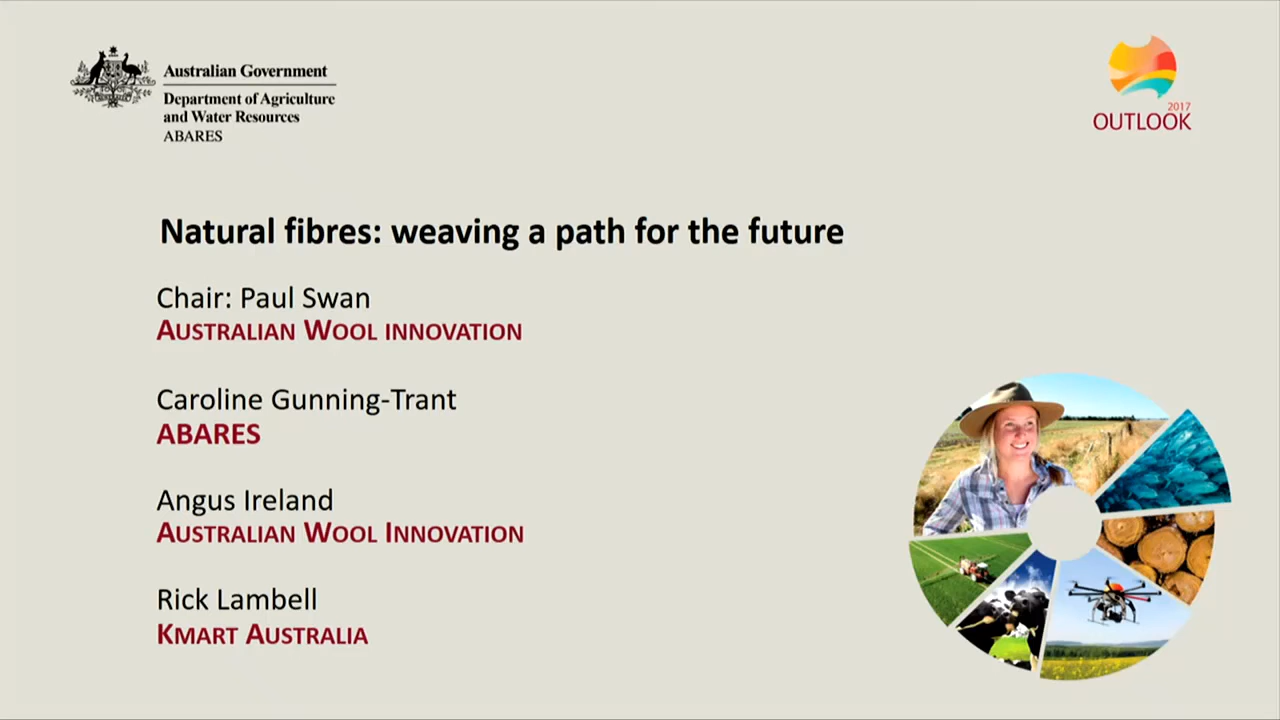 Australian Government
Department of Agriculture
and Water Resources
ABARES
2017
OUTLOOK
Natural fibres: weaving a path for the future
Chair: Paul Swan
AUSTRALIAN WOOL INNOVATION
Caroline Gunning-Trant
ABARES
Angus Ireland
AUSTRALIAN WOOL INNOVATION
Rick Lambell
KMART AUSTRALIA